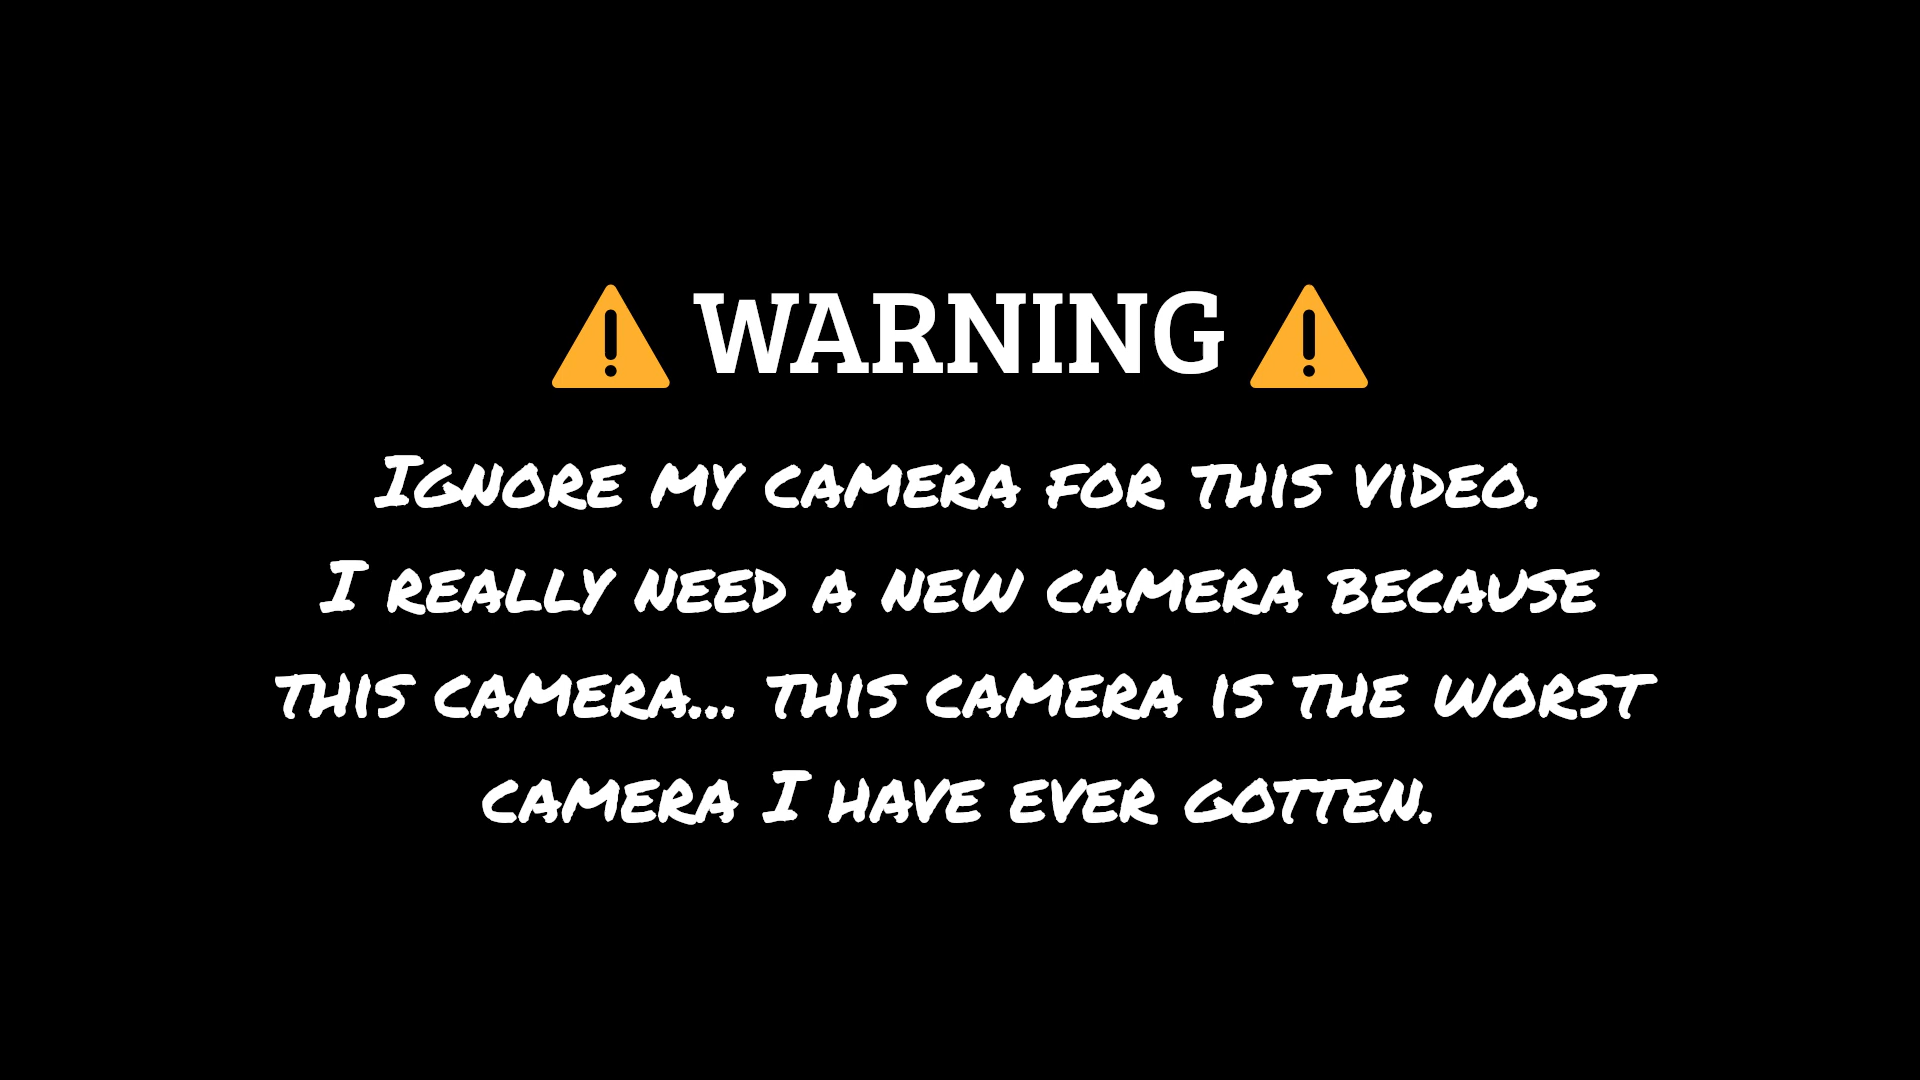 ⚠ WARNING ⚠
Ignore my camera for this video.
I really need a new camera because
this camera... this camera is the worst
camera I have ever gotten.